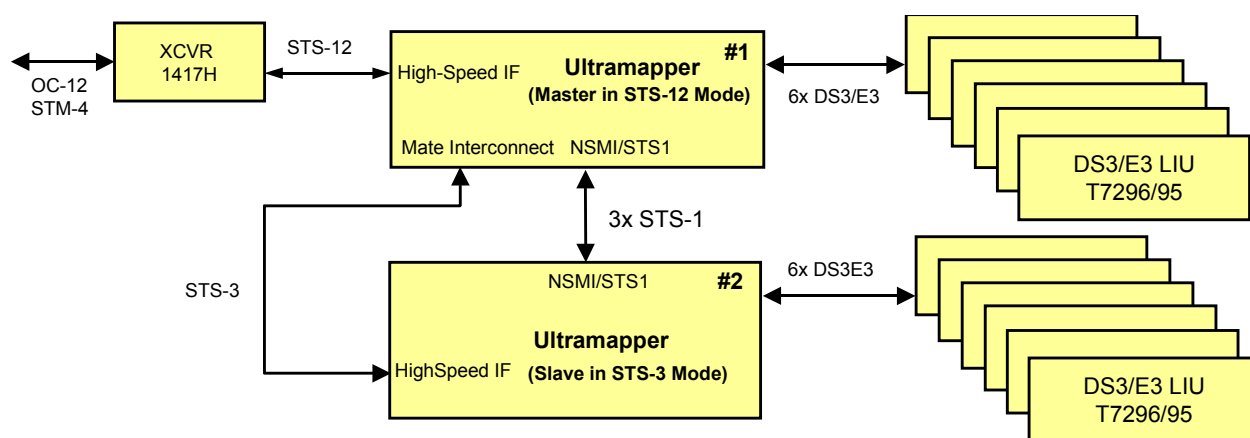 XCVR
1417H
OC-12
STM-4
STS-12
High-Speed IF
Ultramapper
#1
(Master in STS-12 Mode)
Mate Interconnect
NSMI/STS1
6x DS3/E3
DS3/E3 LIU
T7296/95
3x STS-1
STS-3
NSMI/STS1
#2
Ultramapper
HighSpeed IF
(Slave in STS-3 Mode)
6x DS3E3
DS3/E3 LIU
T7296/95